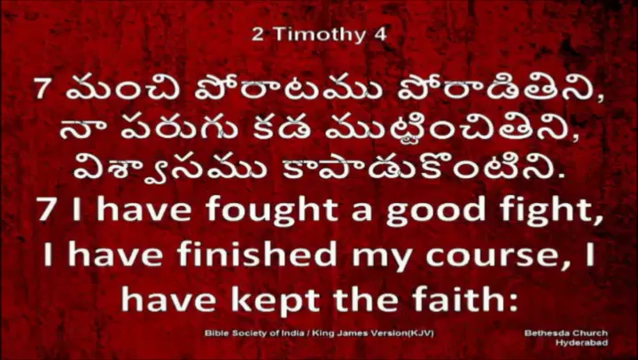 2 Timothy 4
7 మంచి పోరాటము పోరాడితిని,
నా పరుగు కడ ముట్టించితిని,
విశ్వాసము కాపాడుకొంటిని.
7 I have fought a good fight,
I have finished my course, I
have kept the faith:
Bible Society of India / King James Version(KJV)
Bethesda Church
Hyderabad